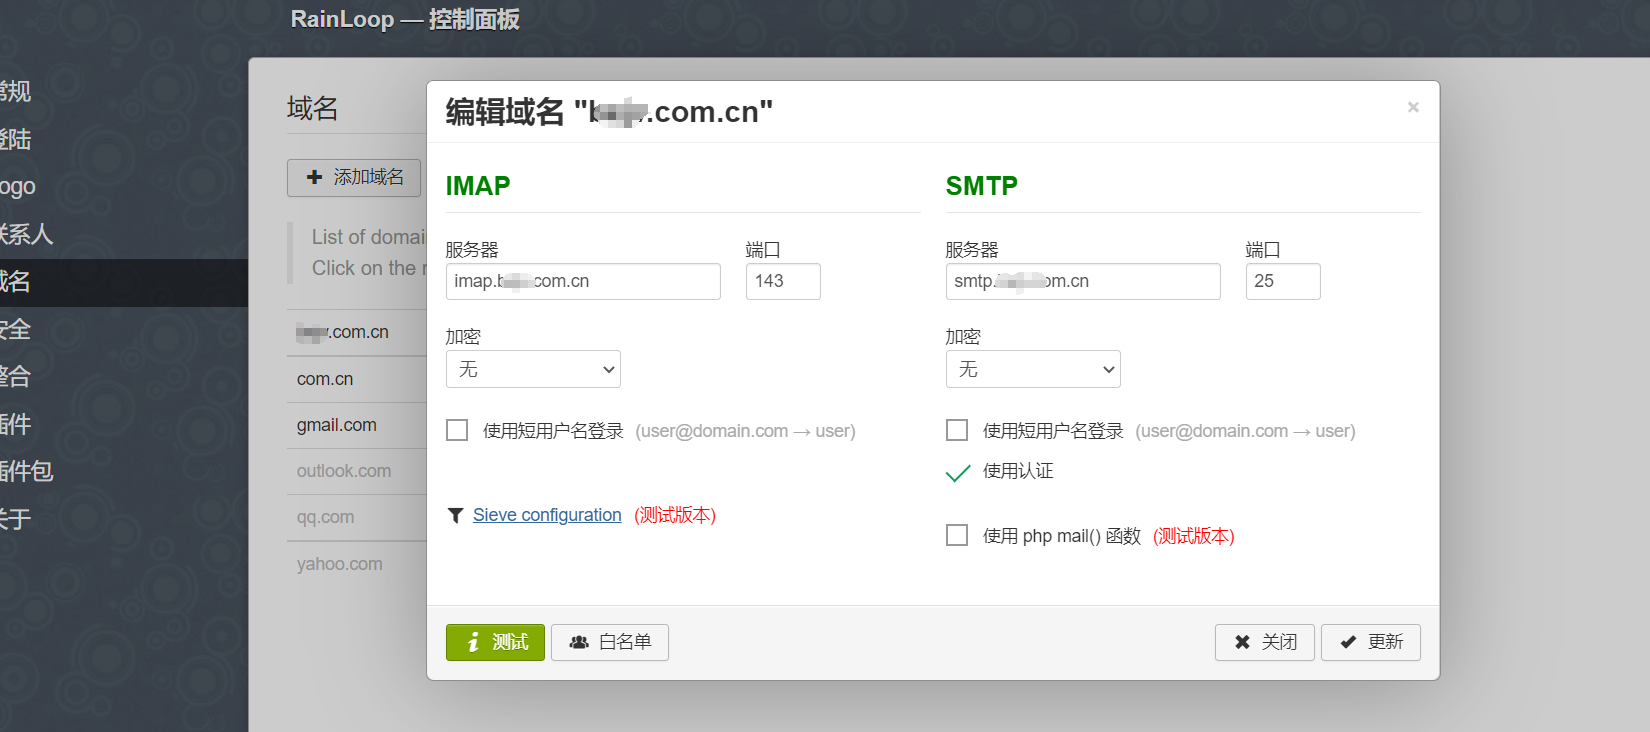 RainLoop — 控制面板
常规
登陆
ogo
联系人
域名
安全
整合
插件
插件包
关于
域名
添加域名
List of domai
Click on the
.com.cn
com.cn
gmail.com
outlook.com
qq.com
yahoo.com
编辑域名 "b .com.cn"
×
IMAP
服务器 端口
imap. com.cn 143
加密
无
使用短用户名登录 (user@domain.com → user)
Sieve configuration (测试版本)
SMTP
服务器 端口
smtp. om.cn 25
加密
无
使用短用户名登录 (user@domain.com → user)
使用认证
使用 php mail() 函数 (测试版本)
测试 白名单 关闭 更新